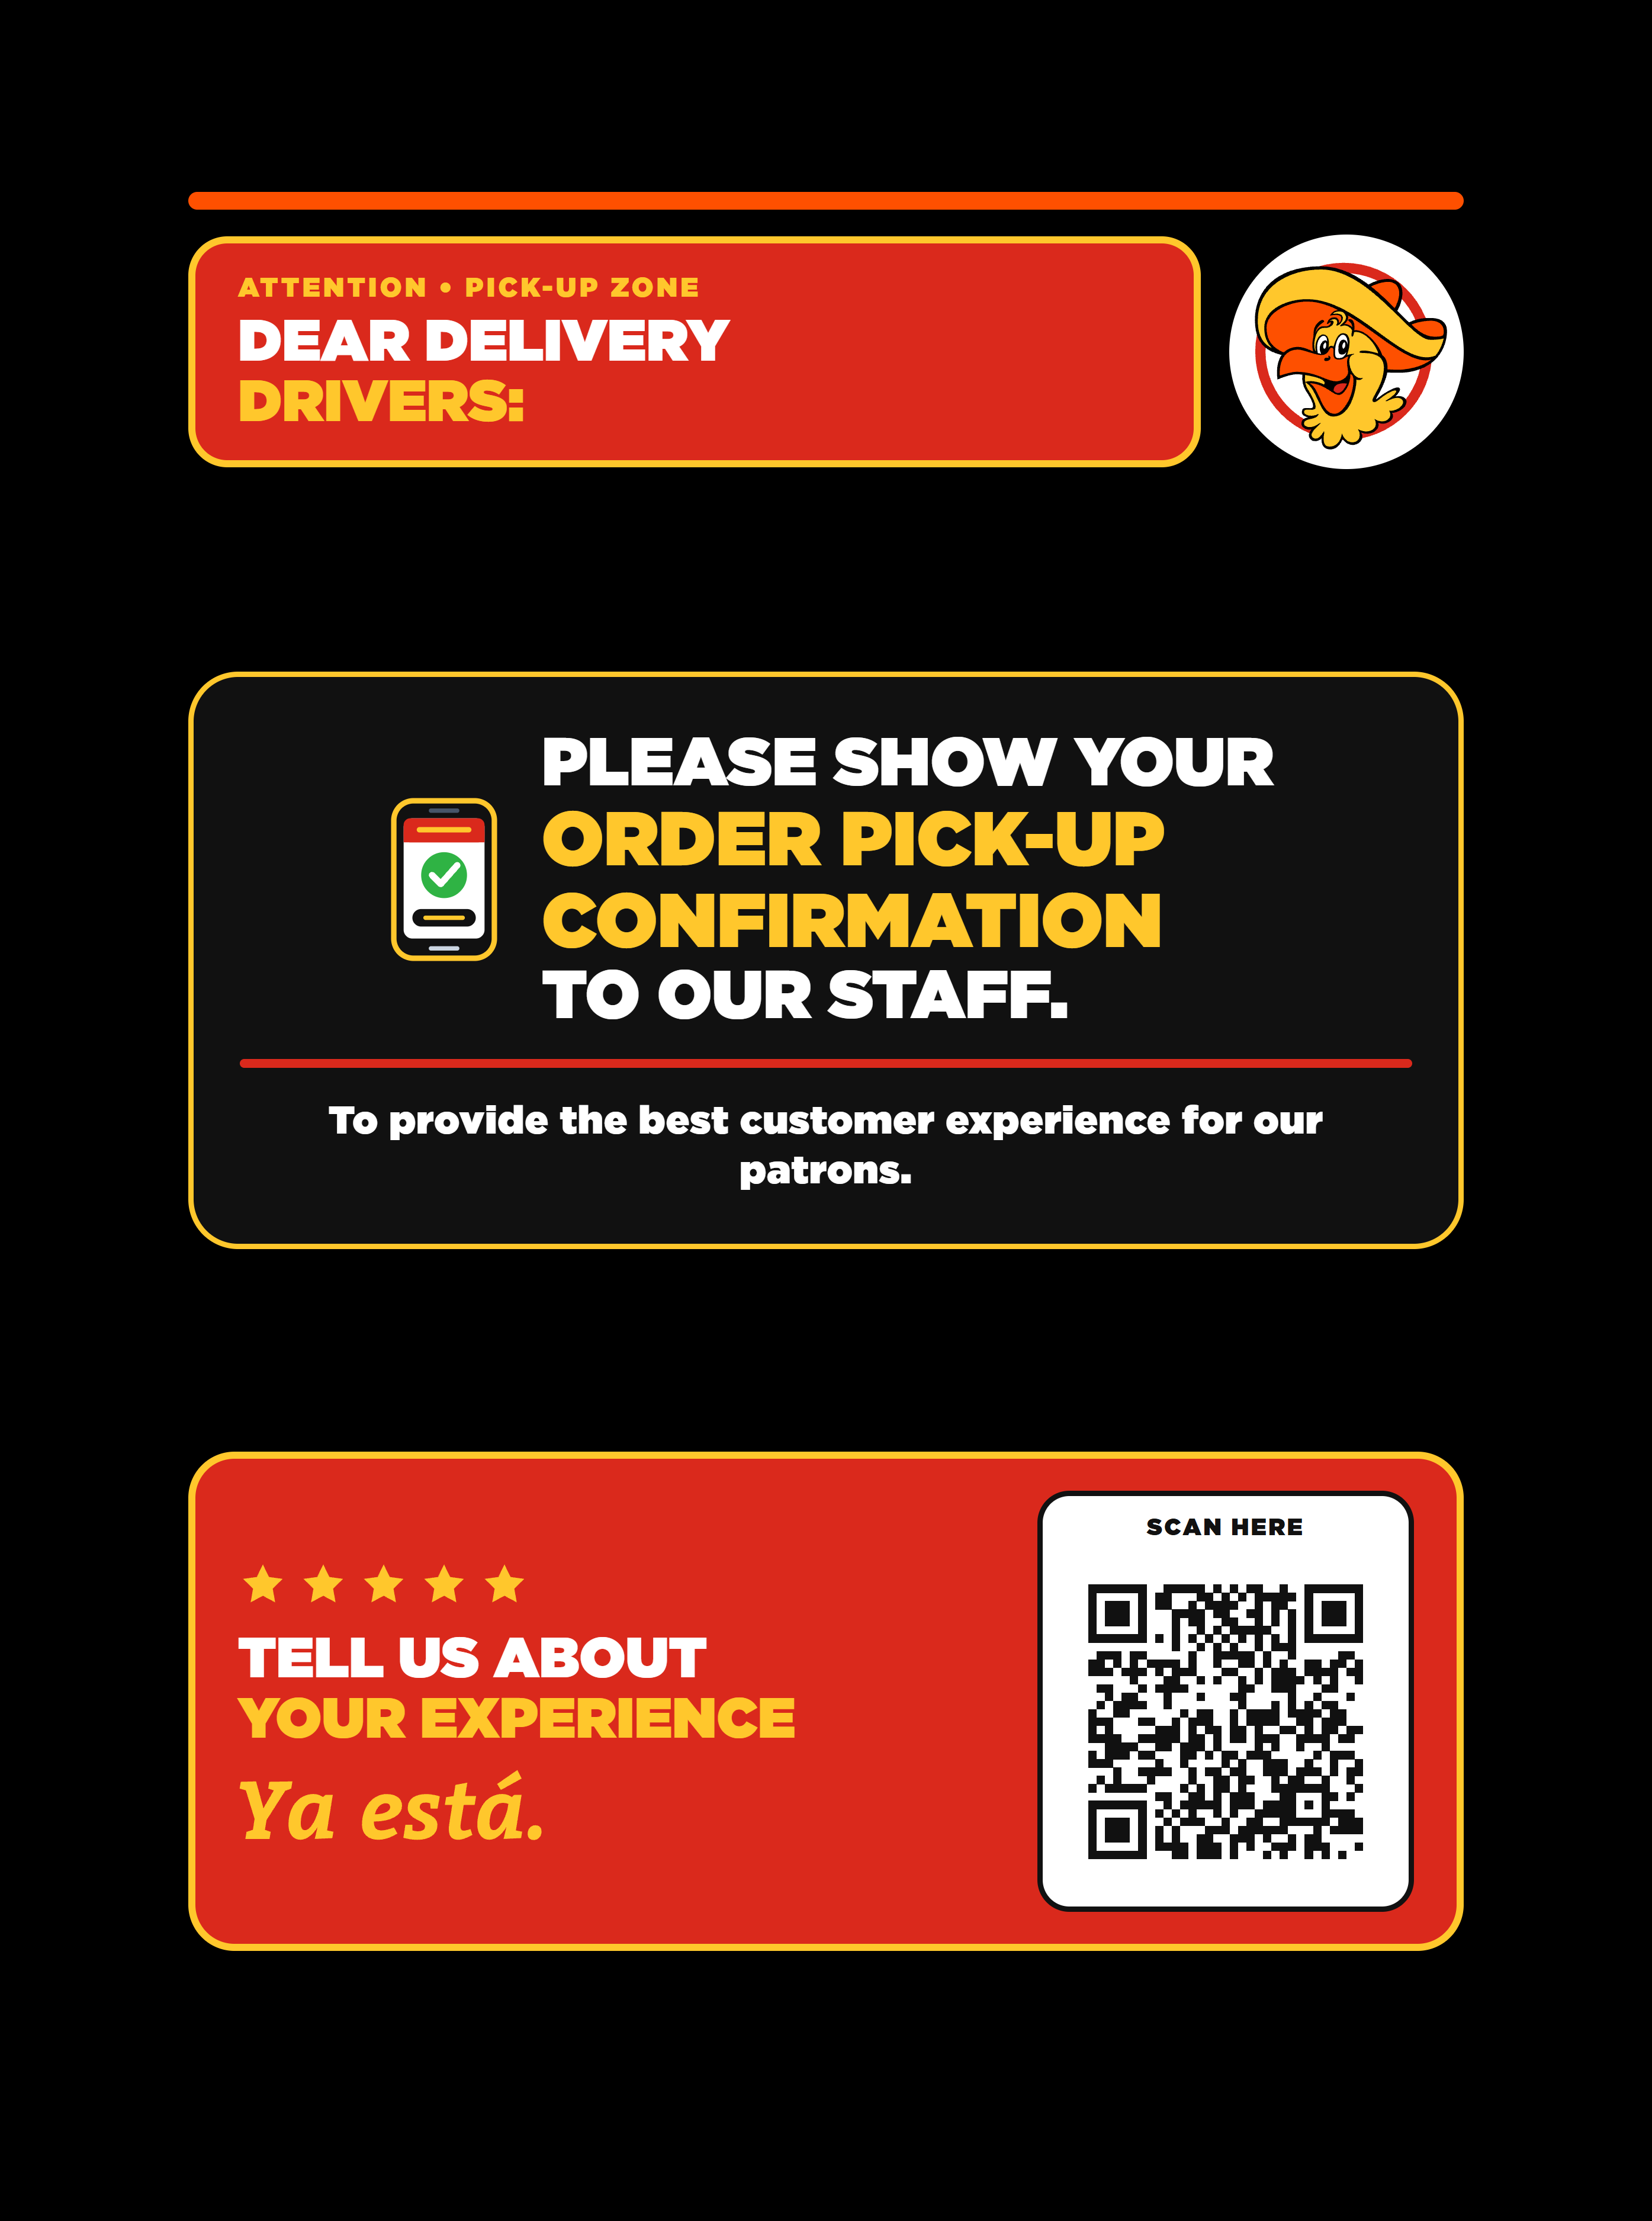 ATTENTION • PICK-UP ZONE
DEAR DELIVERY
DRIVERS:
PLEASE SHOW YOUR
ORDER PICK-UP
CONFIRMATION
TO OUR STAFF.
To provide the best customer experience for our
patrons.
SCAN HERE
TELL US ABOUT
YOUR EXPERIENCE
Ya está.